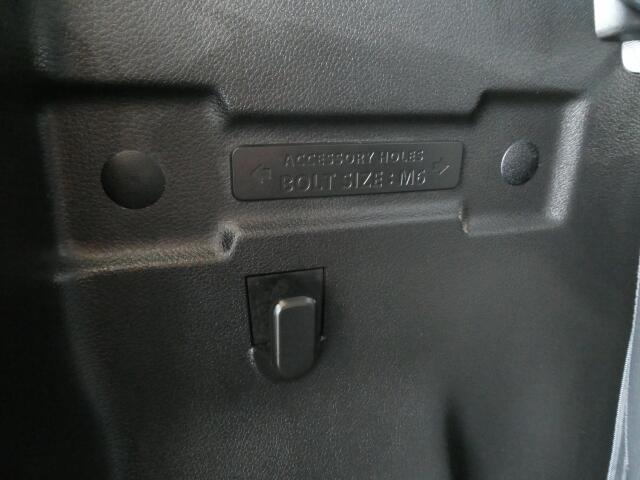 ACCESSORY HOLES
BOLT SIZE : M6